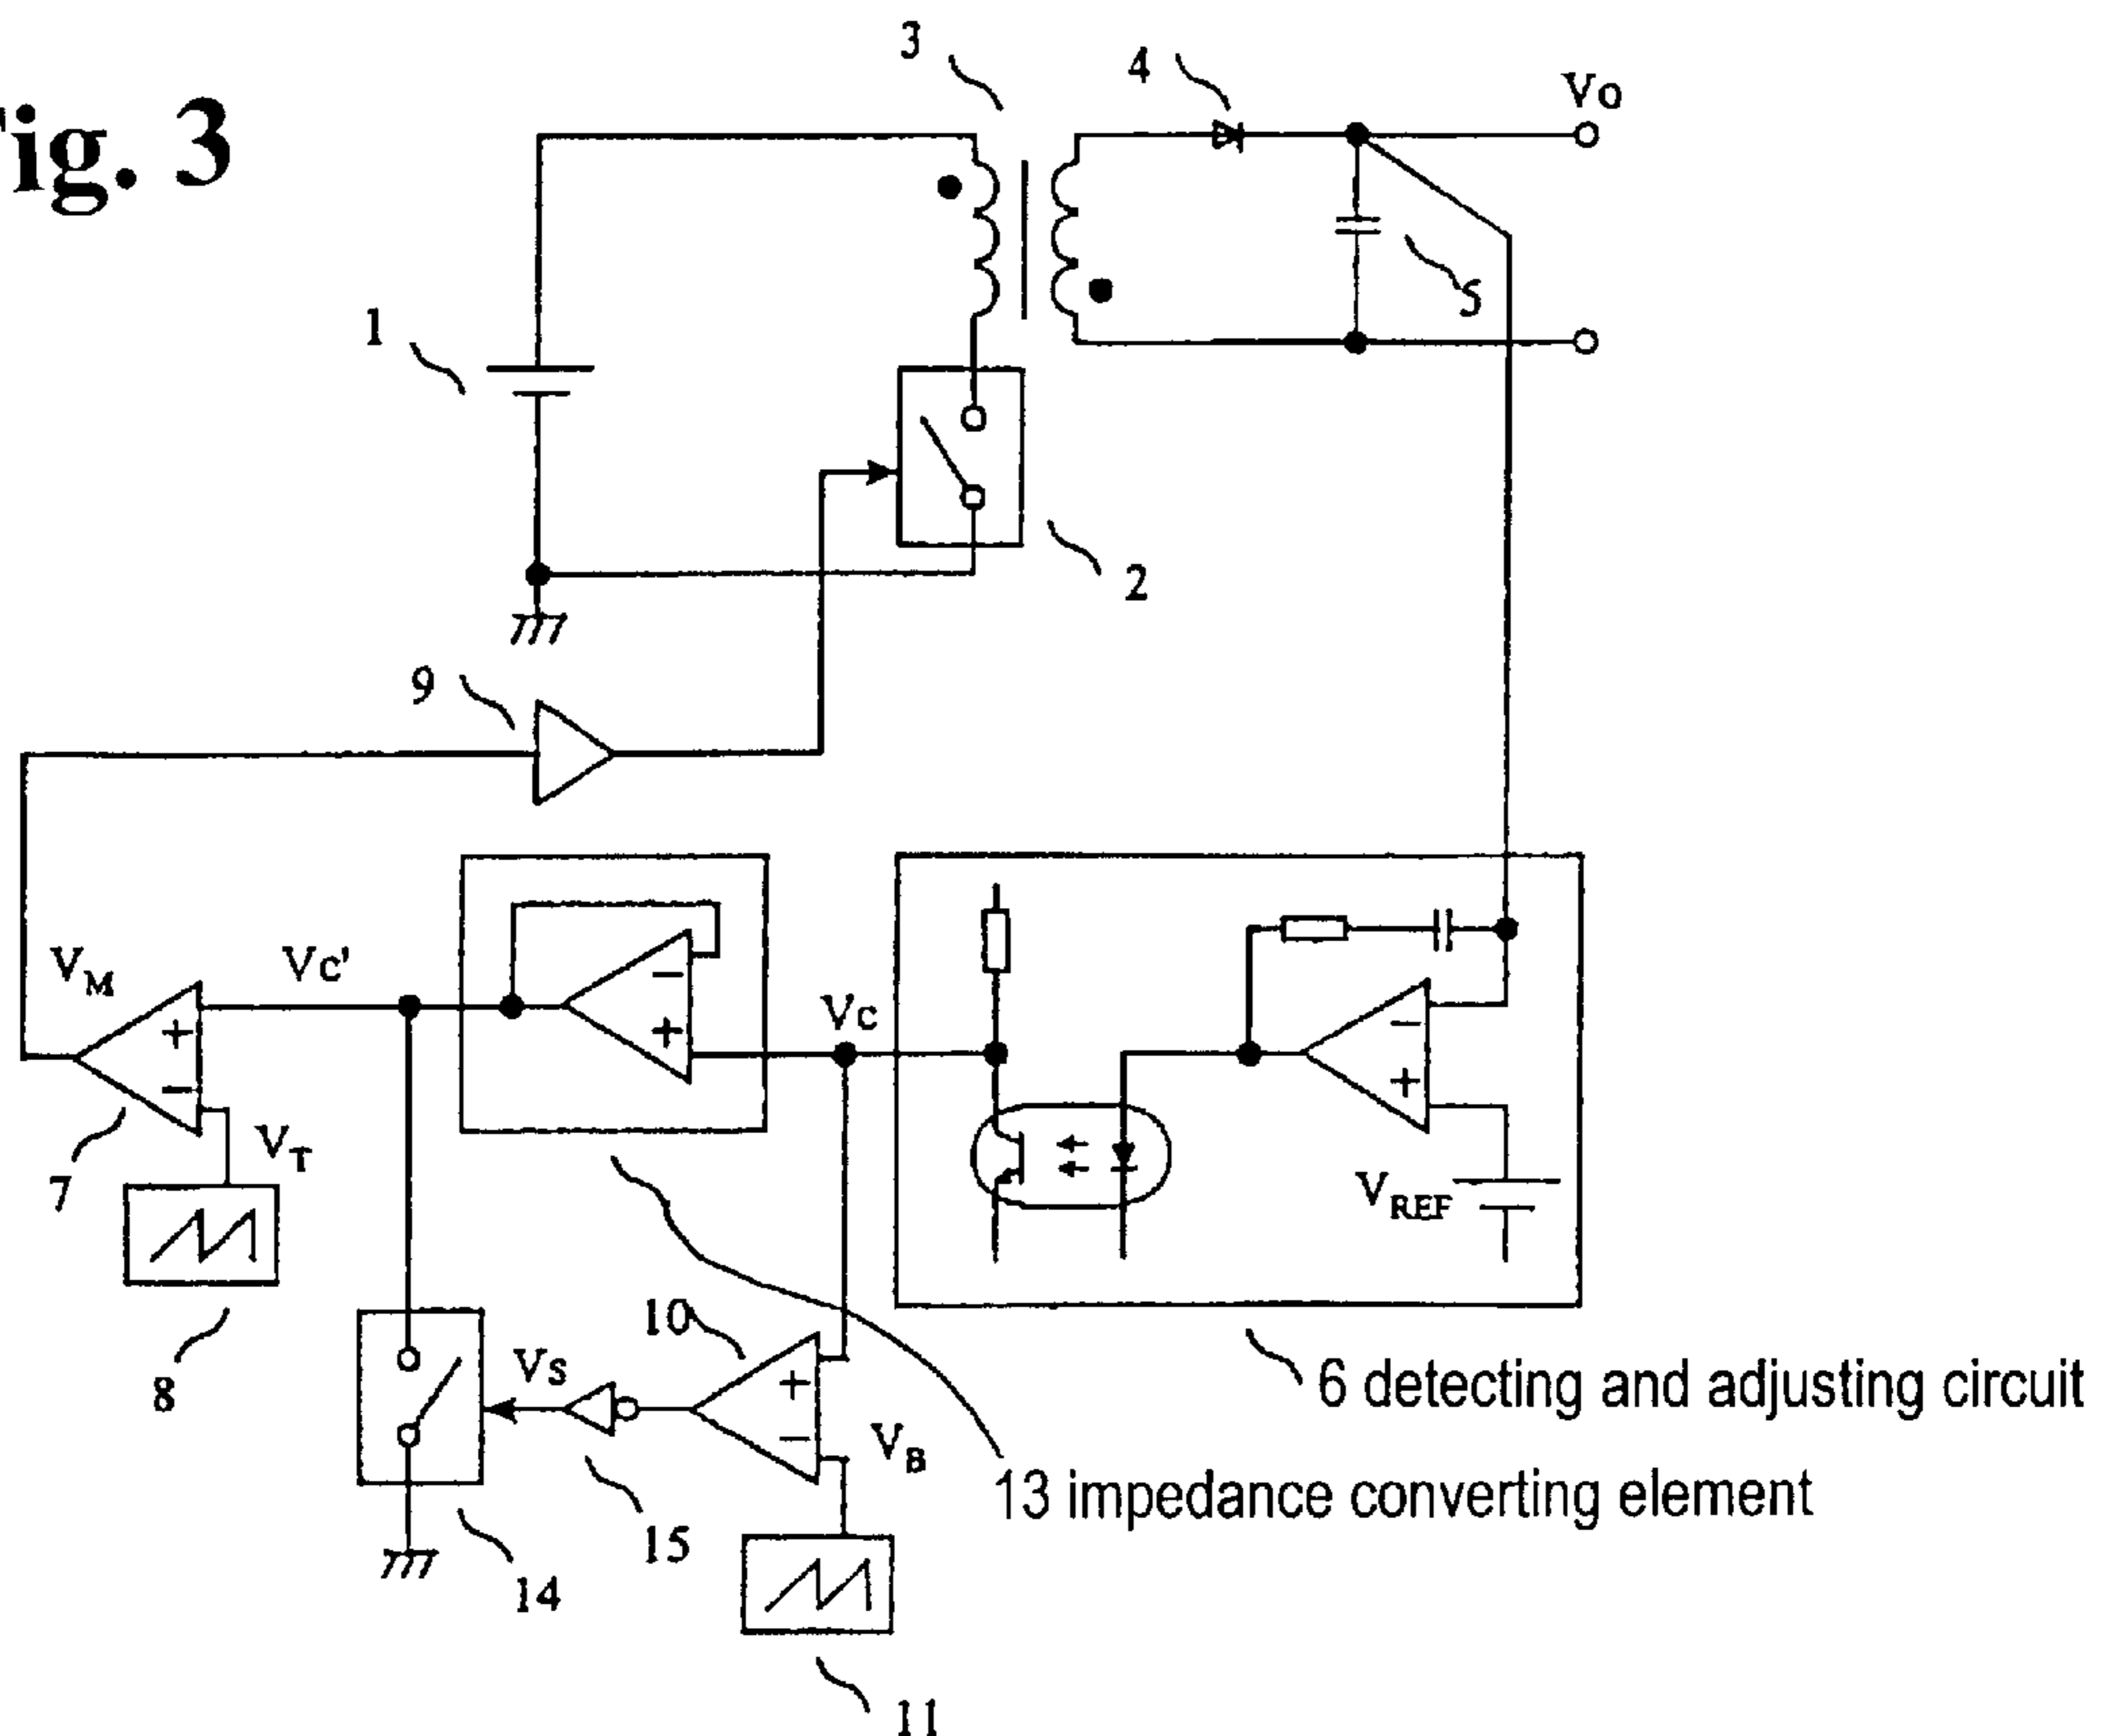 ig. 3
3
4
Vo
5
1
2
9
VM
Vc'
Vc
+
−
−
+
−
+
VT
7
VREF
8
10
VS
+
−
VB
6 detecting and adjusting circuit
13 impedance converting element
15
14
11